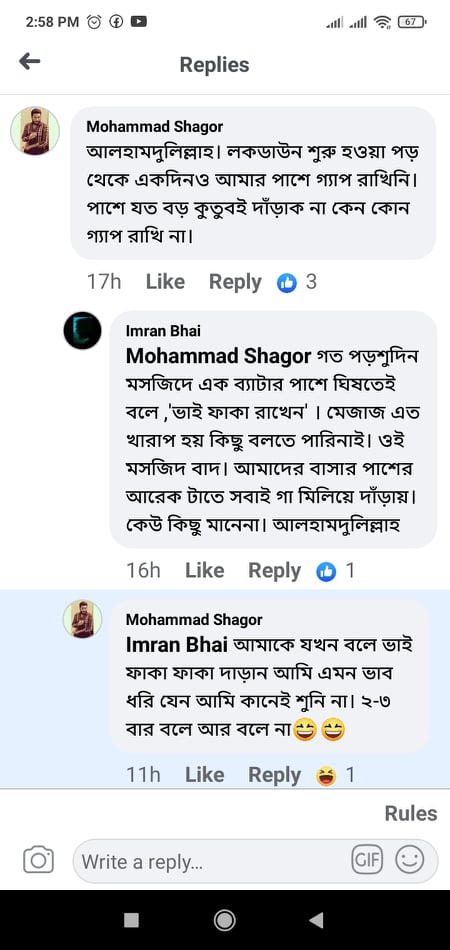 2:58 PM
67
Replies
Mohammad Shagor
আলহামদুলিল্লাহ। লকডাউন শুরু হওয়া পড়
থেকে একদিনও আমার পাশে গ্যাপ রাখিনি।
পাশে যত বড় কুতুবই দাঁড়াক না কেন কোন
গ্যাপ রাখি না।
17h Like Reply 3
Imran Bhai
Mohammad Shagor গত পড়শুদিন
মসজিদে এক ব্যাটার পাশে ঘিষতেই
বলে ,'ভাই ফাকা রাখেন' । মেজাজ এত
খারাপ হয় কিছু বলতে পারিনাই। ওই
মসজিদ বাদ। আমাদের বাসার পাশের
আরেক টাতে সবাই গা মিলিয়ে দাঁড়ায়।
কেউ কিছু মানেনা। আলহামদুলিল্লাহ
16h Like Reply 1
Mohammad Shagor
Imran Bhai আমাকে যখন বলে ভাই
ফাকা ফাকা দাড়ান আমি এমন ভাব
ধরি যেন আমি কানেই শুনি না। ২-৩
বার বলে আর বলে না😆😆
11h Like Reply 1
Rules
Write a reply...
GIF